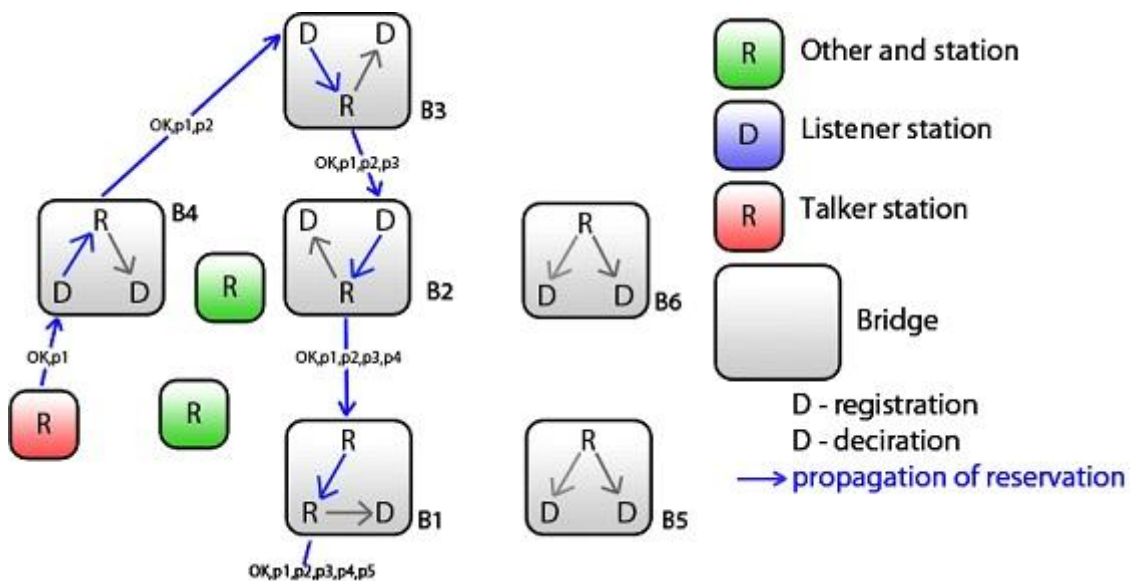 D D
R
B3
OK,p1,p2
OK,p1,p2,p3
R
B4
D D
R
D D
R
B2
R
D D
B6
OK,p1
OK,p1,p2,p3,p4
R
R
R
R D
B1
R
D D
B5
OK,p1,p2,p3,p4,p5
R Other and station
D Listener station
R Talker station
Bridge
D - registration
D - deciration
propagation of reservation